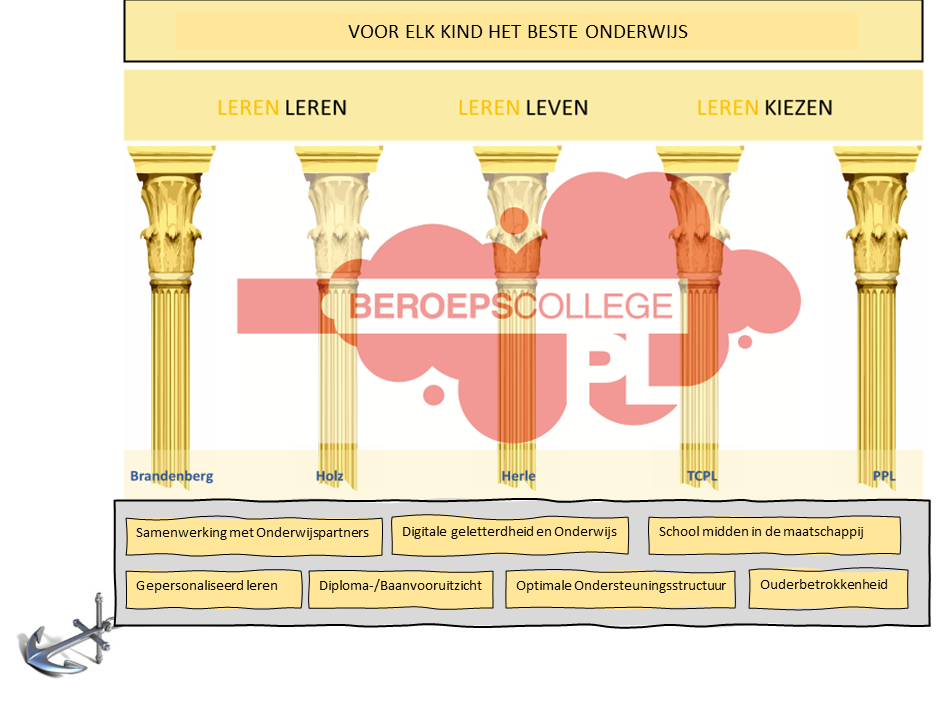 VOOR ELK KIND HET BESTE ONDERWIJS
LEREN LEREN LEREN LEVEN LEREN KIEZEN
BEROEPSCOLLEGE
PL
Brandenberg Holz Herle TCPL PPL
Samenwerking met Onderwijspartners Digitale geletterdheid en Onderwijs School midden in de maatschappij
Gepersonaliseerd leren Diploma-/Baanvooruitzicht Optimale Ondersteuningsstructuur Ouderbetrokkenheid